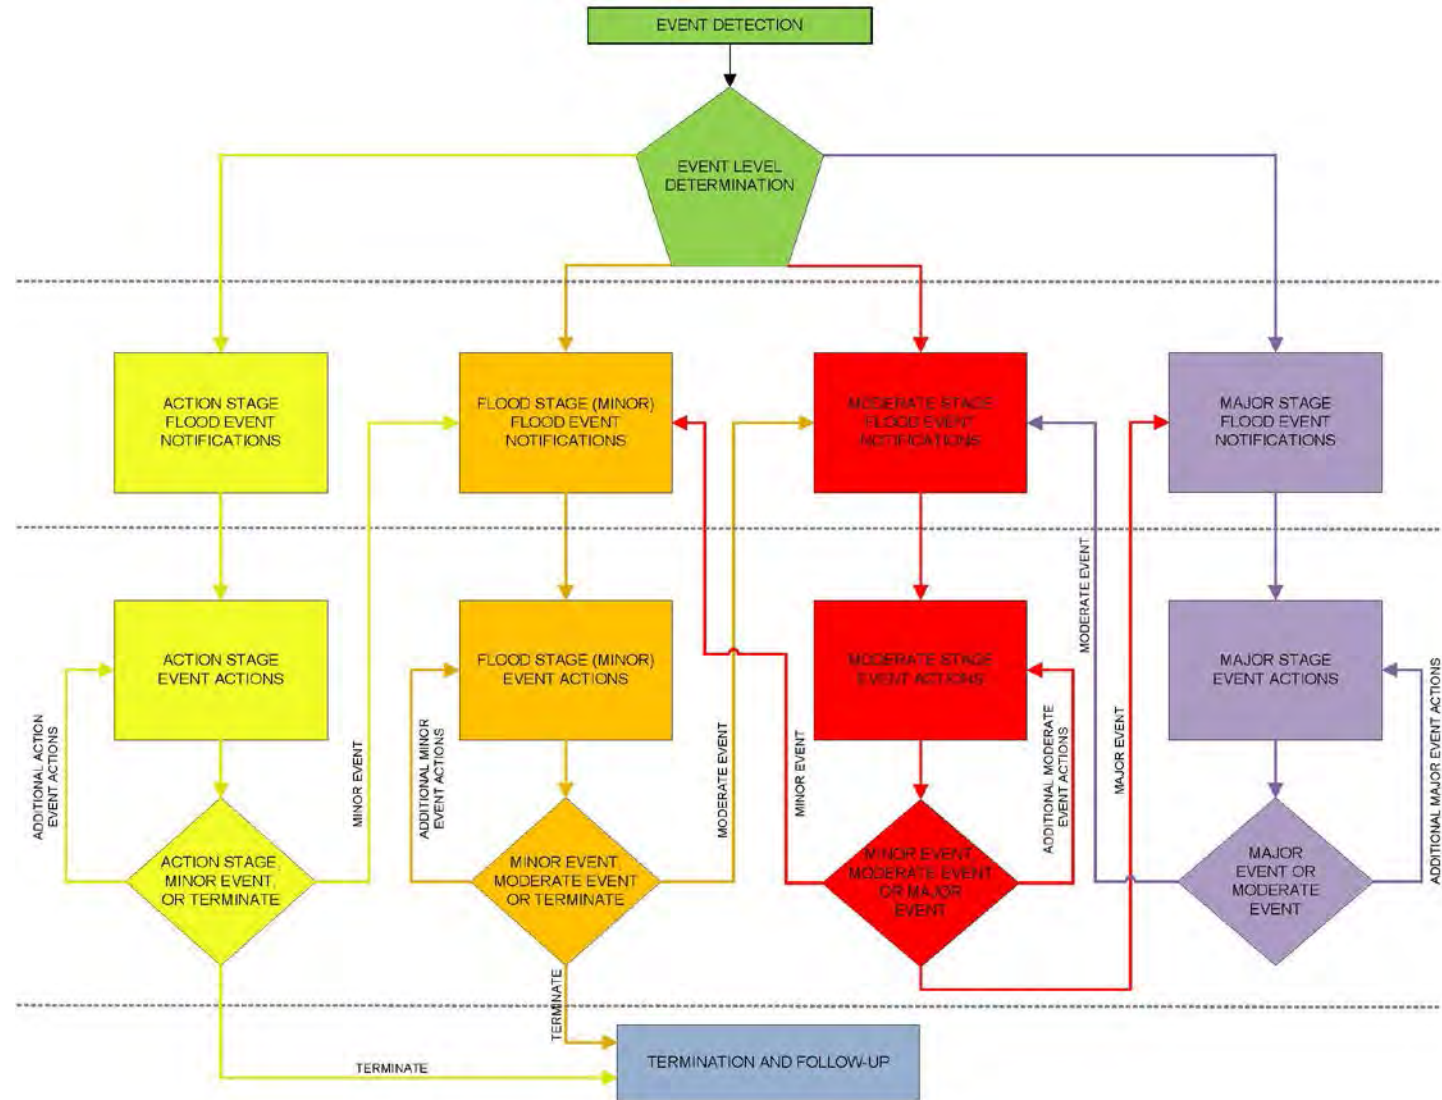 EVENT DETECTION
EVENT LEVEL
DETERMINATION
ACTION STAGE
FLOOD EVENT
NOTIFICATIONS
FLOOD STAGE (MINOR)
FLOOD EVENT
NOTIFICATIONS
MODERATE STAGE
FLOOD EVENT
NOTIFICATIONS
MAJOR STAGE
FLOOD EVENT
NOTIFICATIONS
ACTION STAGE
EVENT ACTIONS
FLOOD STAGE (MINOR)
EVENT ACTIONS
MODERATE STAGE
EVENT ACTIONS
MAJOR STAGE
EVENT ACTIONS
ADDITIONAL ACTION
EVENT ACTIONS
MINOR EVENT
ADDITIONAL MINOR
EVENT ACTIONS
MODERATE EVENT
MINOR EVENT
ADDITIONAL MODERATE
EVENT ACTIONS
MODERATE EVENT
MAJOR EVENT
ADDITIONAL MAJOR EVENT ACTIONS
ACTION STAGE,
MINOR EVENT,
OR TERMINATE
MINOR EVENT,
MODERATE EVENT
OR TERMINATE
MINOR EVENT,
MODERATE EVENT
OR MAJOR
EVENT
MAJOR
EVENT OR
MODERATE
EVENT
TERMINATE
TERMINATE
TERMINATION AND FOLLOW-UP